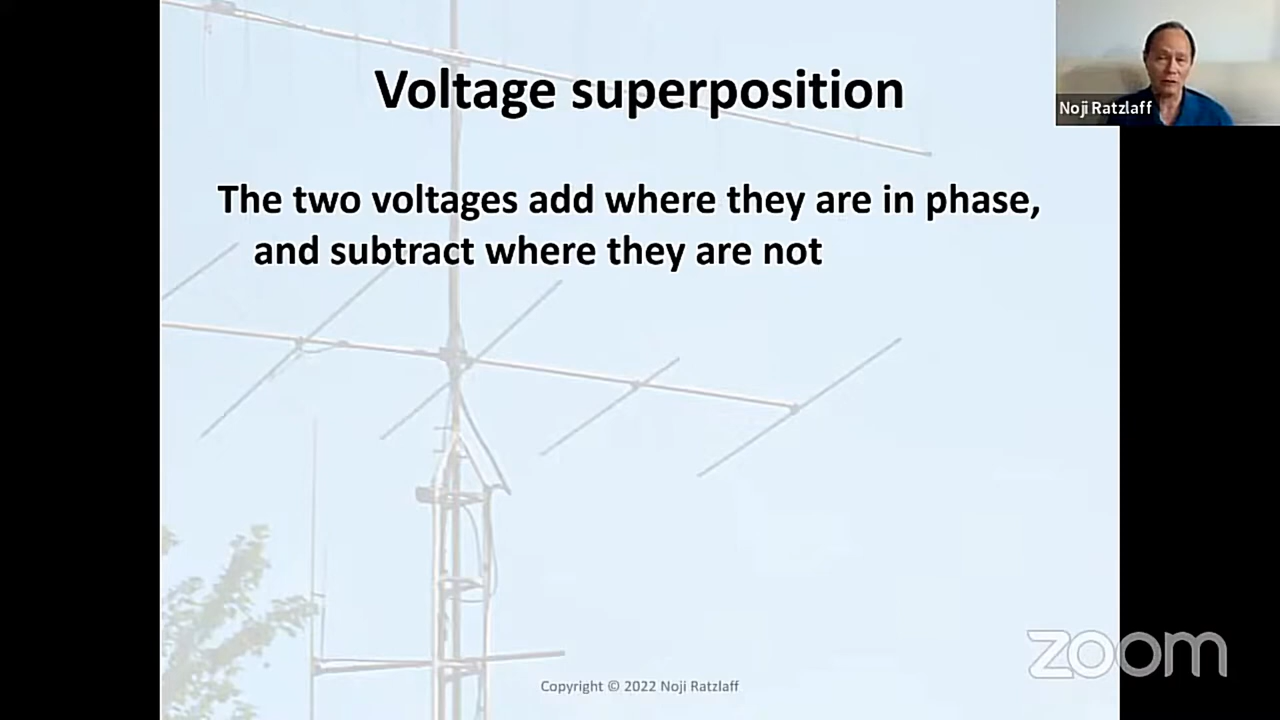 Voltage superposition
Noji Ratzlaff
The two voltages add where they are in phase,
and subtract where they are not
zoom
Copyright © 2022 Noji Ratzlaff